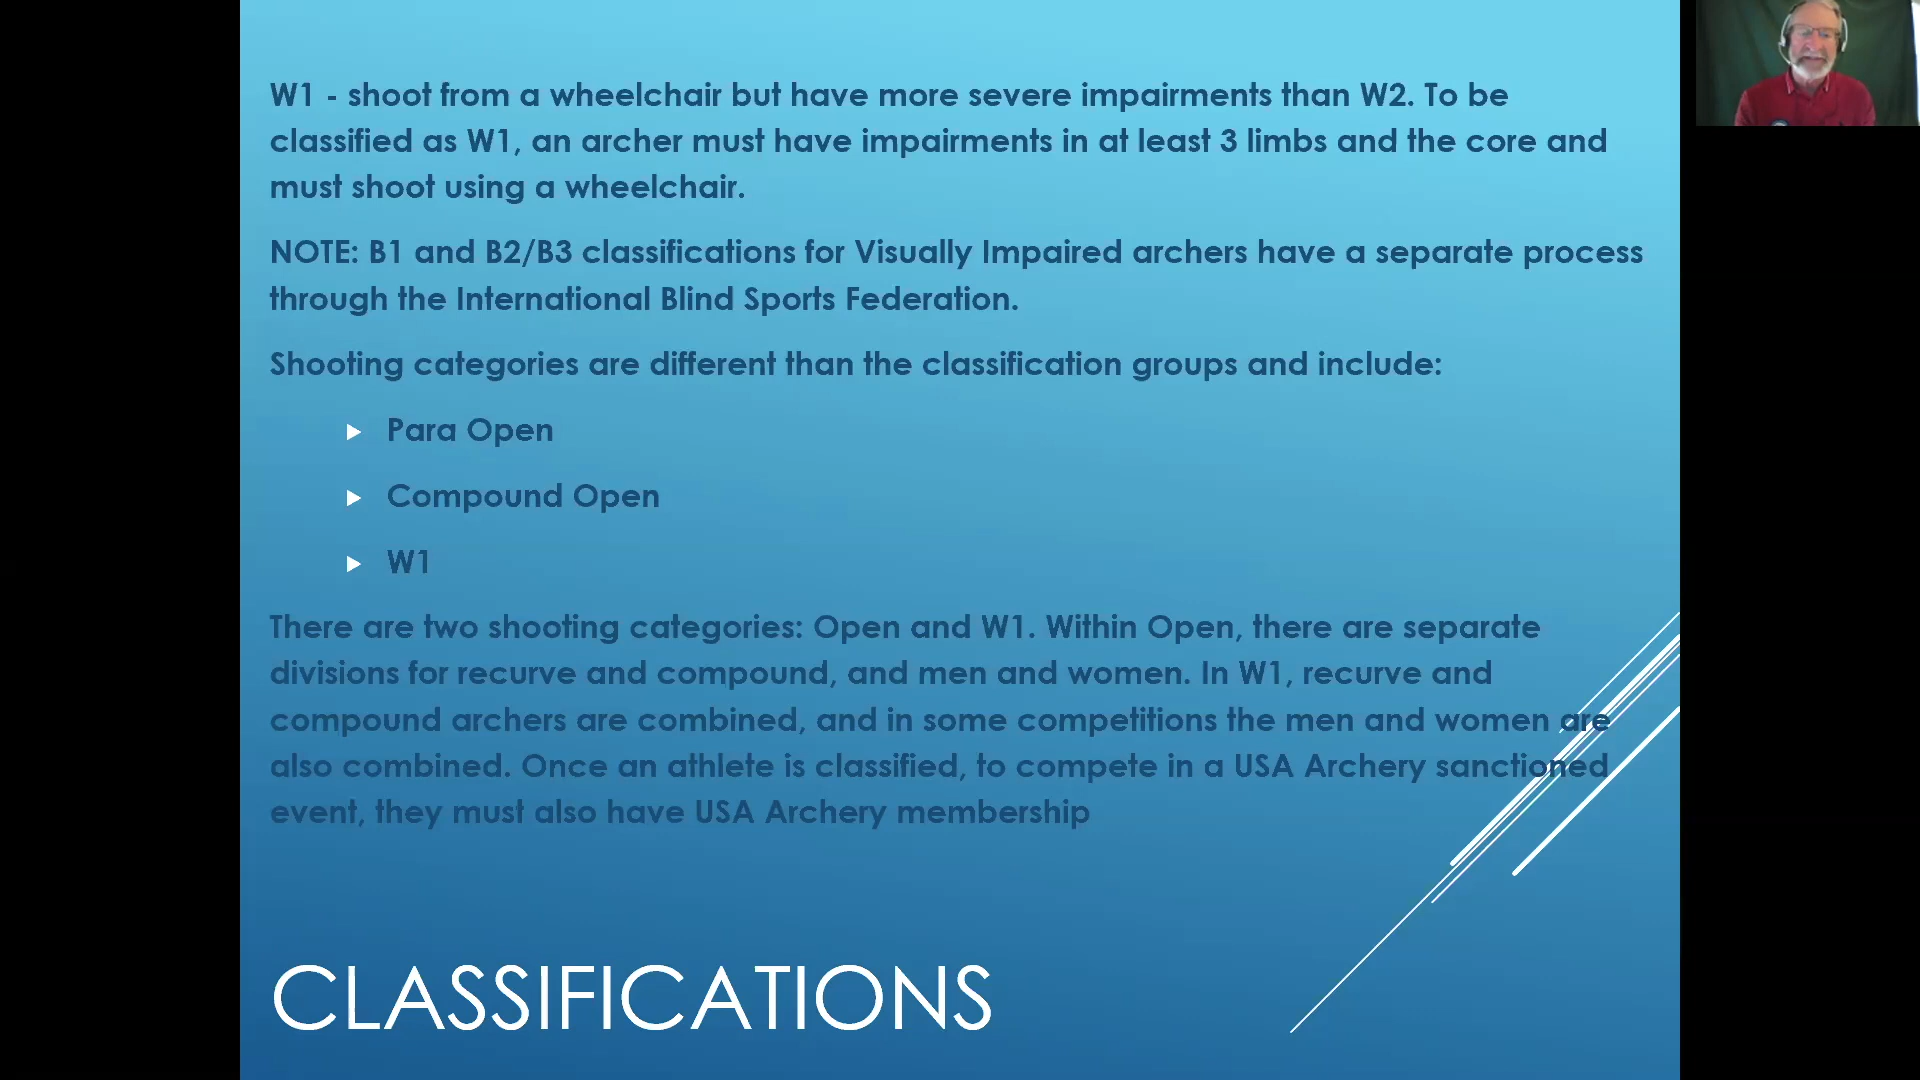 W1 - shoot from a wheelchair but have more severe impairments than W2. To be
classified as W1, an archer must have impairments in at least 3 limbs and the core and
must shoot using a wheelchair.
NOTE: B1 and B2/B3 classifications for Visually Impaired archers have a separate process
through the International Blind Sports Federation.
Shooting categories are different than the classification groups and include:
Para Open
Compound Open
W1
There are two shooting categories: Open and W1. Within Open, there are separate
divisions for recurve and compound, and men and women. In W1, recurve and
compound archers are combined, and in some competitions the men and women are
also combined. Once an athlete is classified, to compete in a USA Archery sanctioned
event, they must also have USA Archery membership
CLASSIFICATIONS